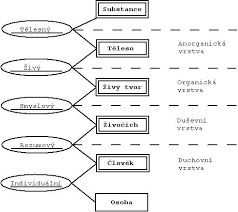 Substance
Tělesný
Těleso
Anorganická
vrstva
Živý
Živý tvor
Organická
vrstva
Smyslový
Živočich
Duševní
vrstva
Rozumový
Člověk
Duchovní
vrstva
Individuální
Osoba